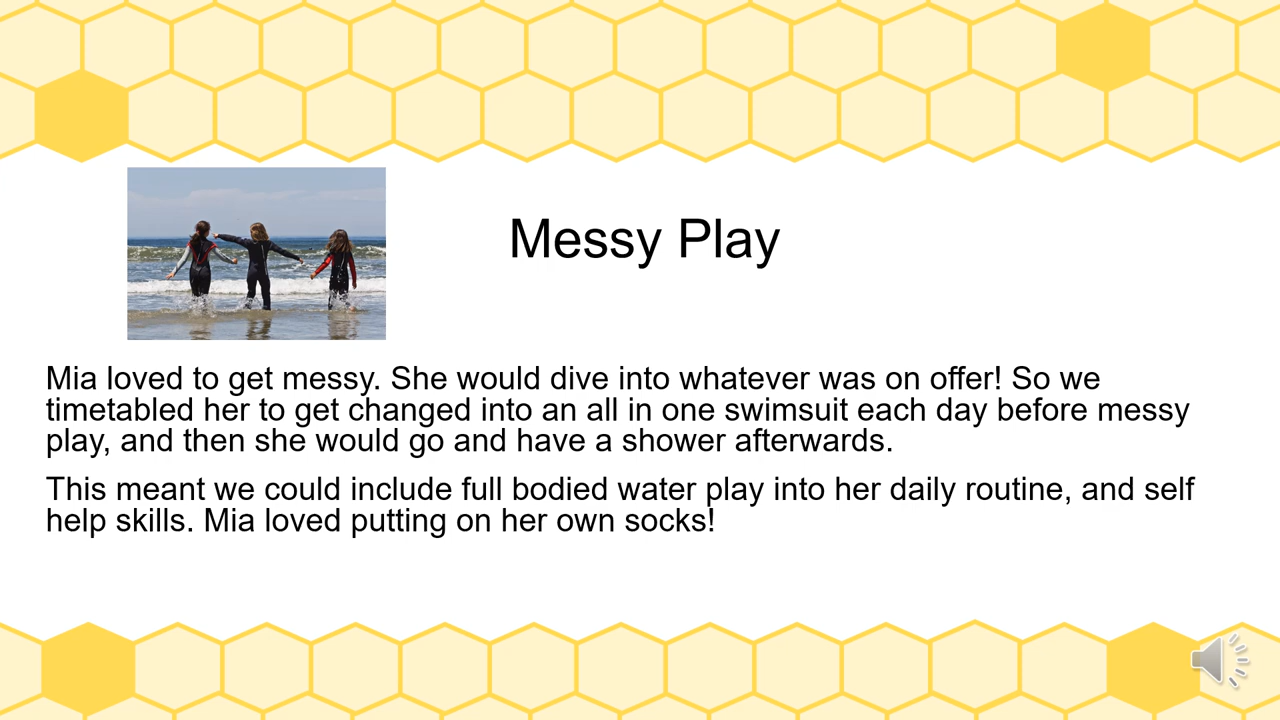 Messy Play
Mia loved to get messy. She would dive into whatever was on offer! So we
timetabled her to get changed into an all in one swimsuit each day before messy
play, and then she would go and have a shower afterwards.
This meant we could include full bodied water play into her daily routine, and self
help skills. Mia loved putting on her own socks!